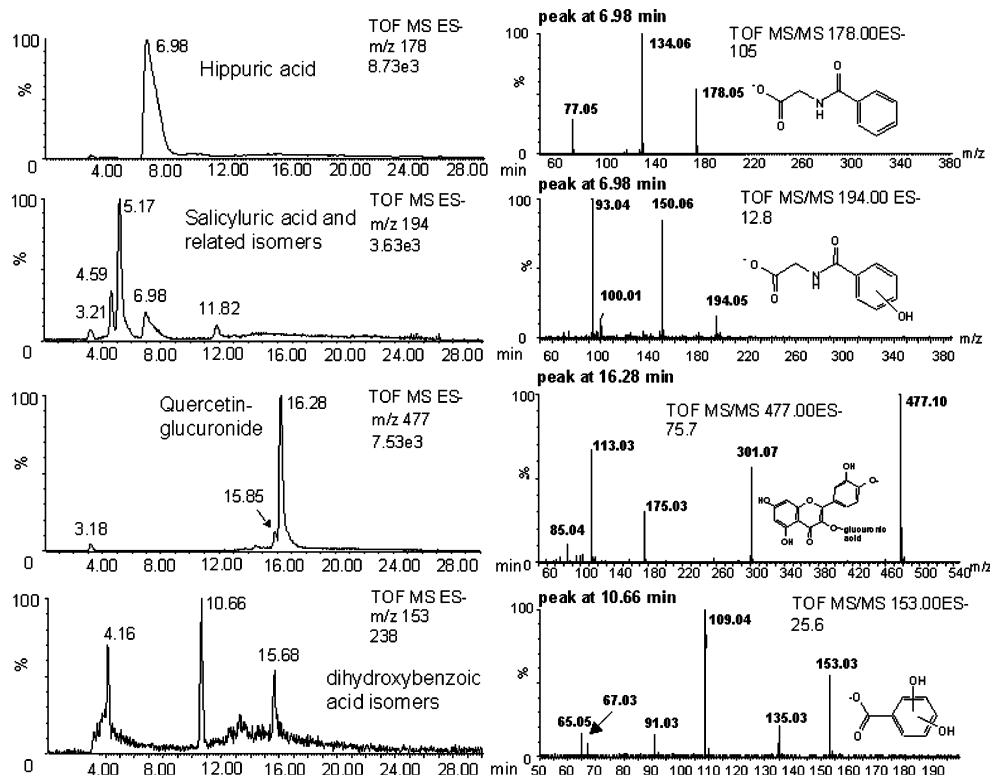 TOF MS ES-
m/z 178
8.73e3
100
6.98
Hippuric acid
%
0
4.00 8.00 12.00 16.00 20.00 24.00 28.00 min
peak at 6.98 min
TOF MS/MS 178.00ES-
105
100
134.06
178.05
77.05
%
0
60 100 140 180 220 260 300 340 380 m/z
-O
O
N
H
O
TOF MS ES-
m/z 194
3.63e3
100
5.17
Salicyluric acid and
related isomers
4.59
6.98
3.21
11.82
%
0
4.00 8.00 12.00 16.00 20.00 24.00 28.00 min
peak at 6.98 min
TOF MS/MS 194.00 ES-
12.8
100
93.04
150.06
100.01
194.05
%
0
60 100 140 180 220 260 300 340 380 m/z
-O
O
N
H
O
OH
TOF MS ES-
m/z 477
7.53e3
100
Quercetin-
glucuronide
16.28
15.85
3.18
%
0
4.00 8.00 12.00 16.00 20.00 24.00 28.00 min
peak at 16.28 min
TOF MS/MS 477.00ES-
75.7
100
477.10
113.03
301.07
175.03
85.04
%
0
60 100 140 180 220 260 300 340 380 420 460 500 540 m/z
OH
O-
HO
O
O
glucuronic
acid
OH
O
TOF MS ES-
m/z 153
238
100
10.66
4.16
15.68
dihydroxybenzoic
acid isomers
%
0
4.00 8.00 12.00 16.00 20.00 24.00 28.00 min
peak at 10.66 min
TOF MS/MS 153.00ES-
25.6
100
109.04
153.03
67.03
65.05
91.03
135.03
%
0
50 60 70 80 90 100 110 120 130 140 150 160 170 180 190 m/z
-O
O
OH
OH